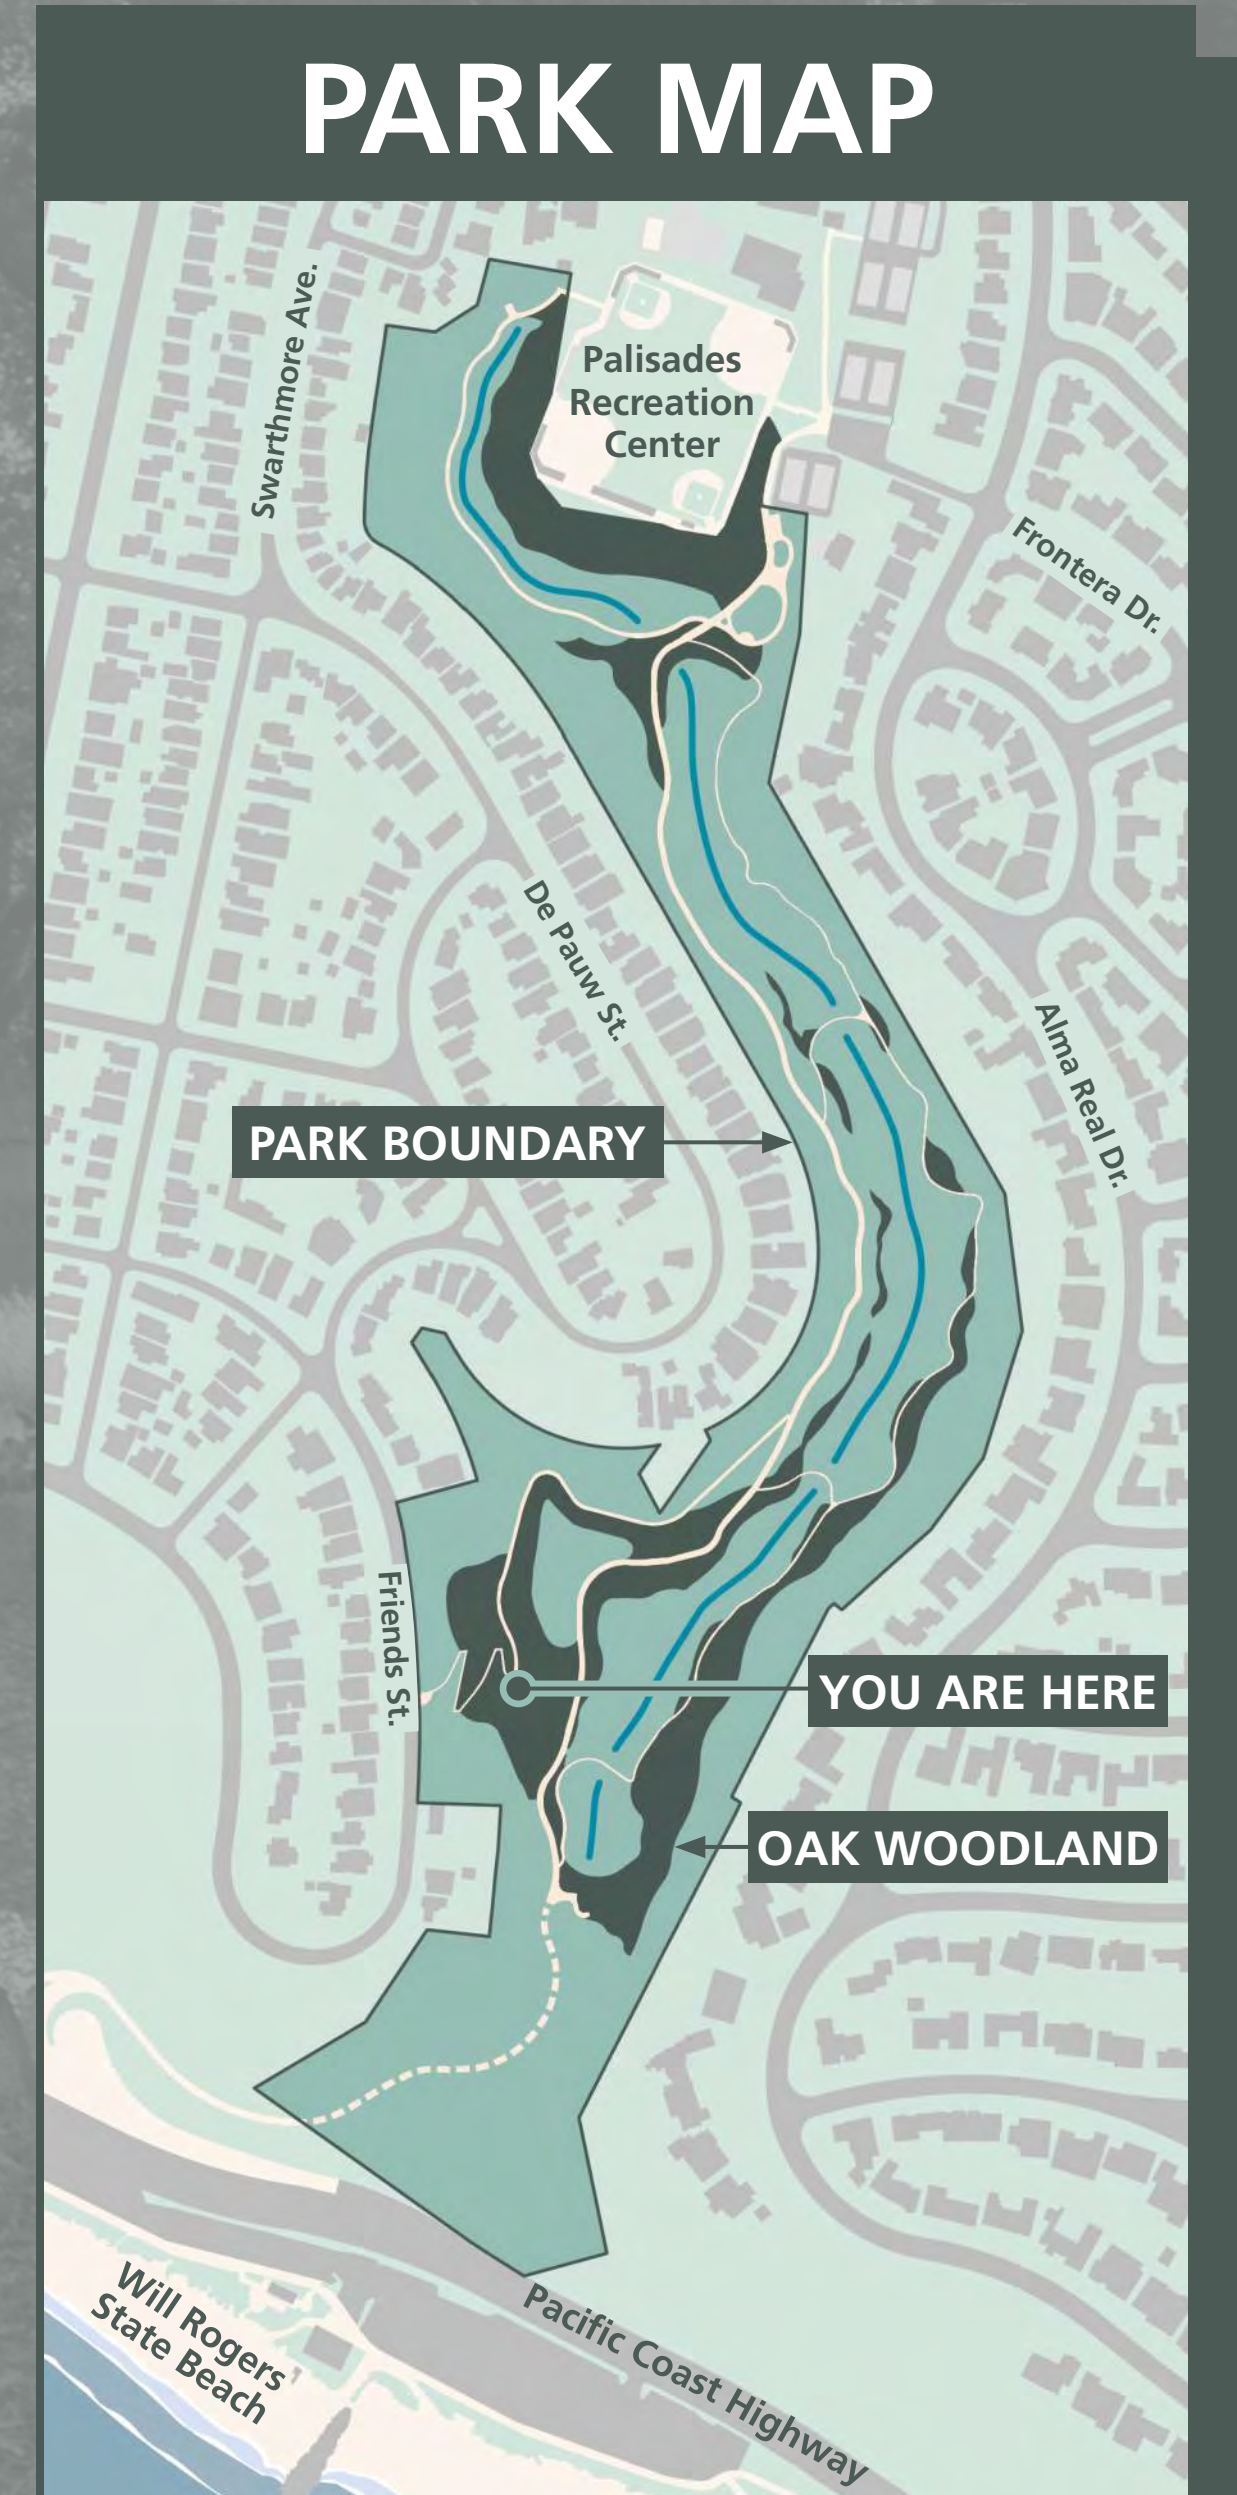 PARK MAP
Swarthmore Ave.
Palisades
Recreation
Center
Frontera Dr.
De Pauw St.
Alma Real Dr.
PARK BOUNDARY
Friends St.
YOU ARE HERE
OAK WOODLAND
Will Rogers
State Beach
Pacific Coast Highway